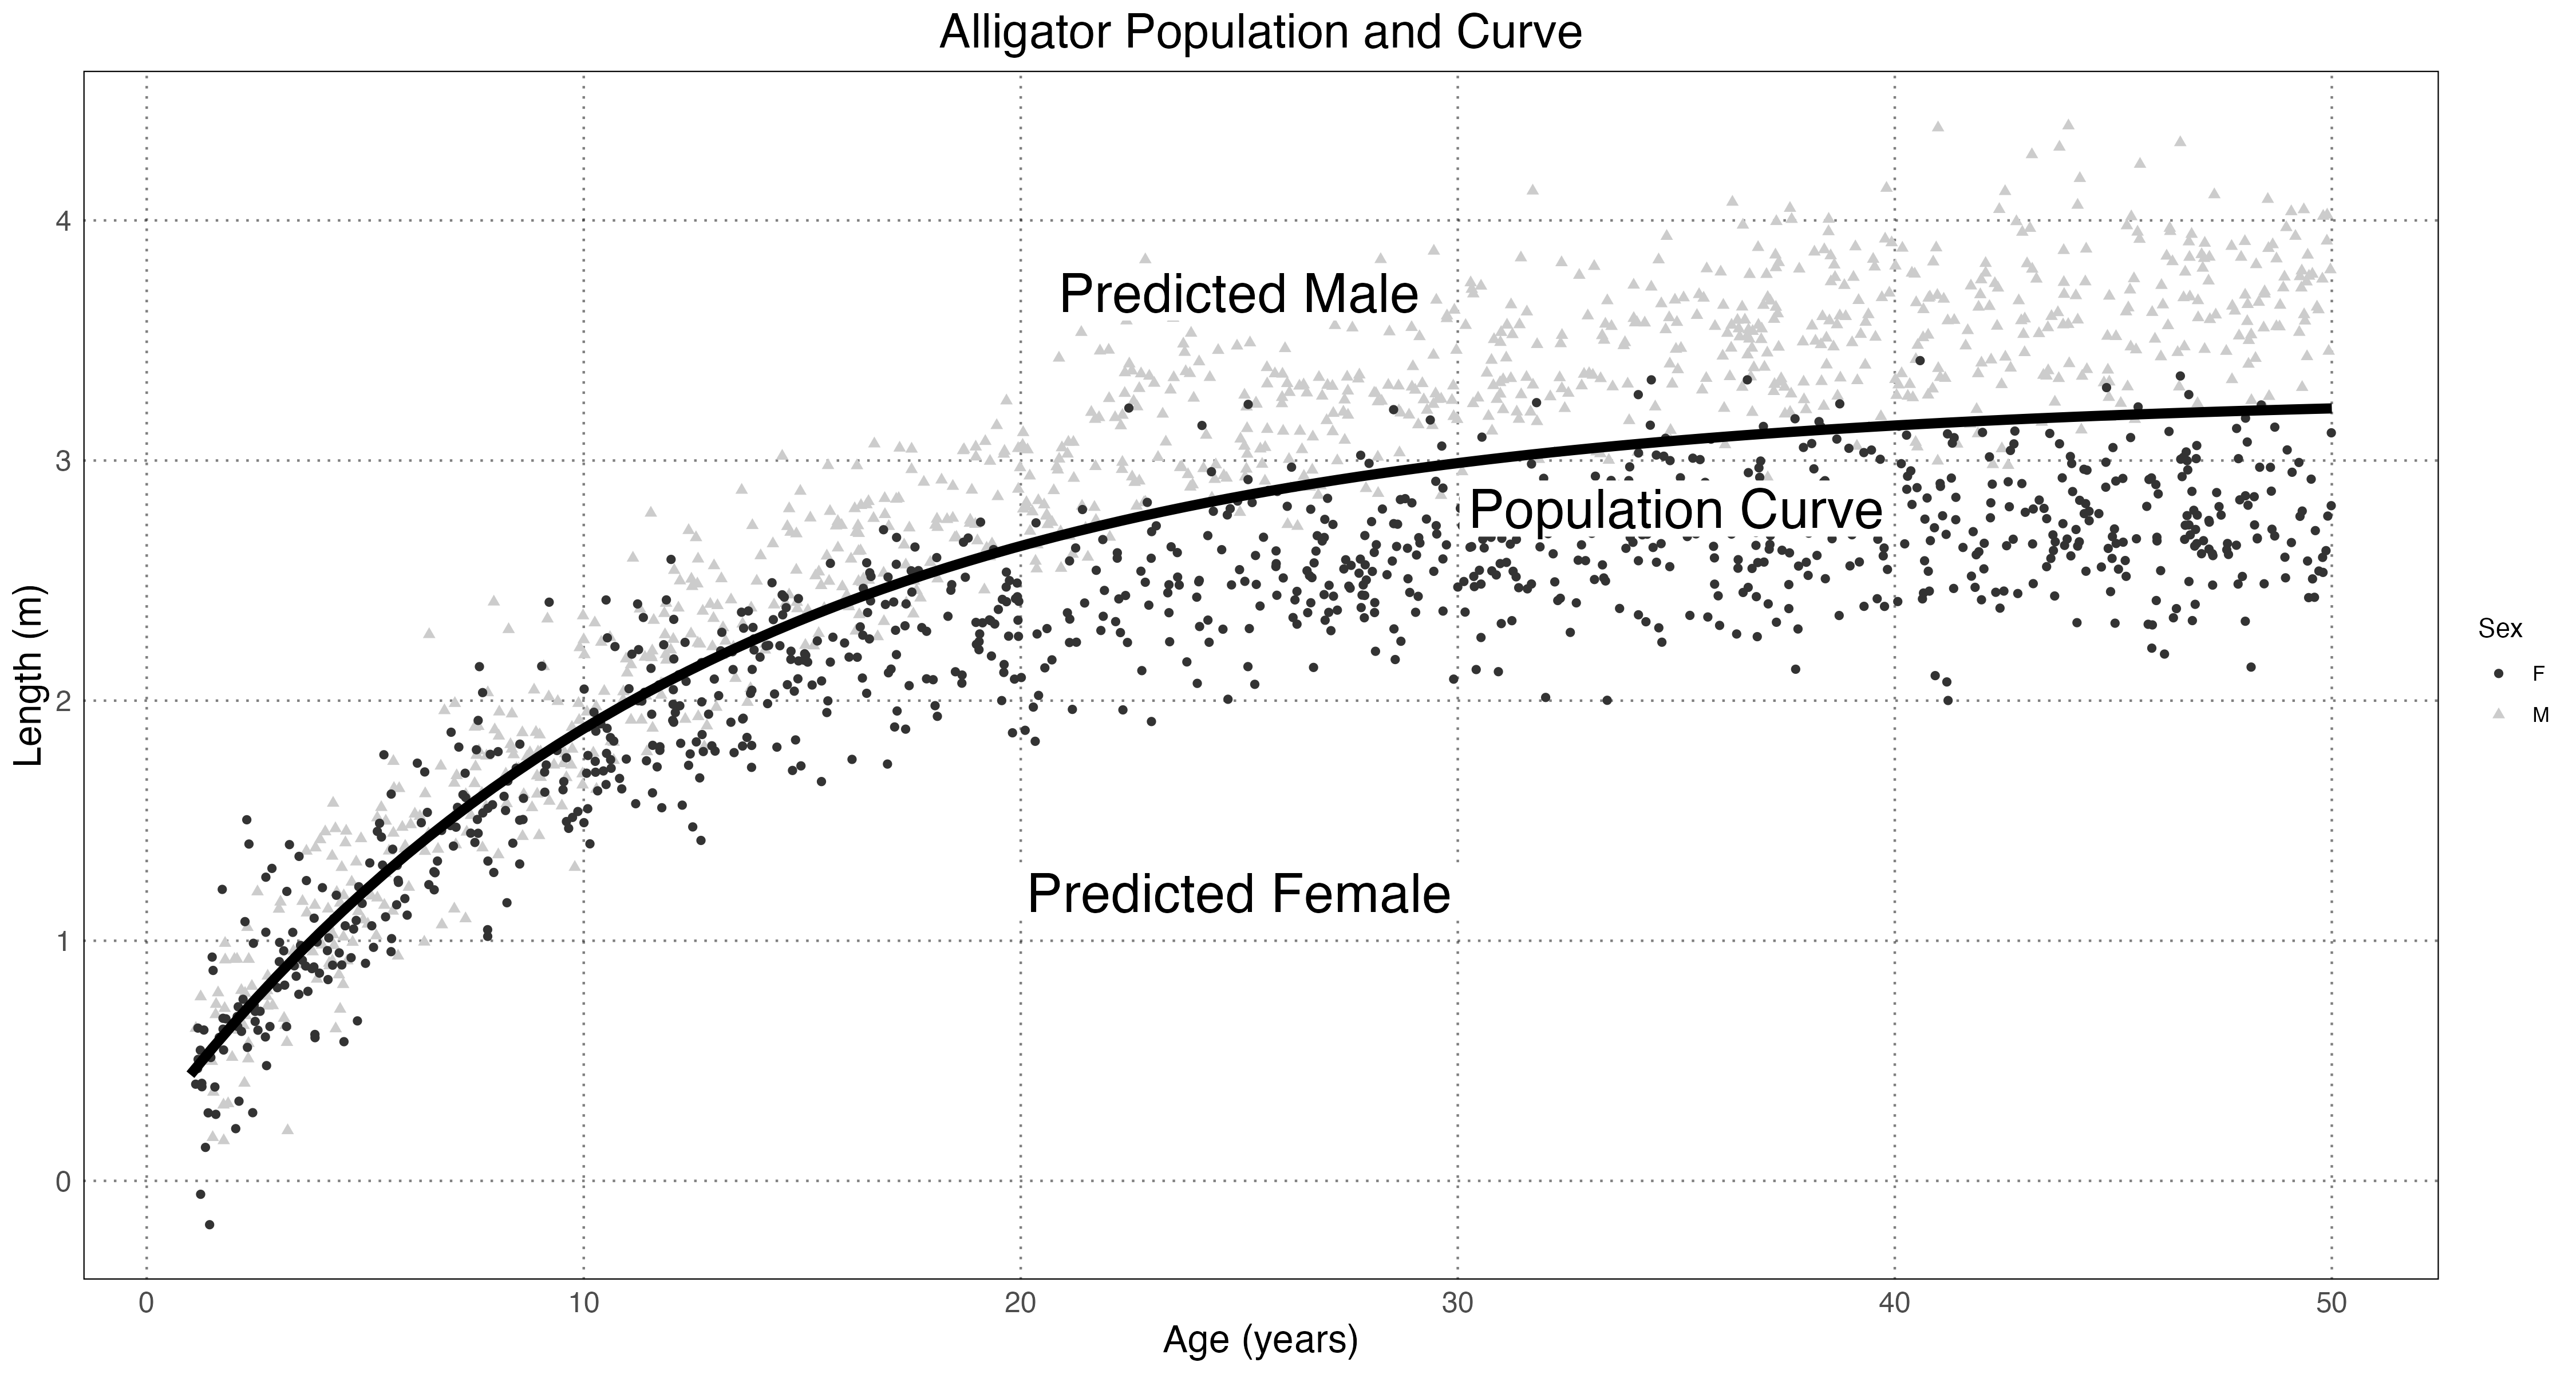 Alligator Population and Curve
Length (m)
4
3
2
1
0
Predicted Male
Population Curve
Predicted Female
Sex
F
M
0 10 20 30 40 50
Age (years)